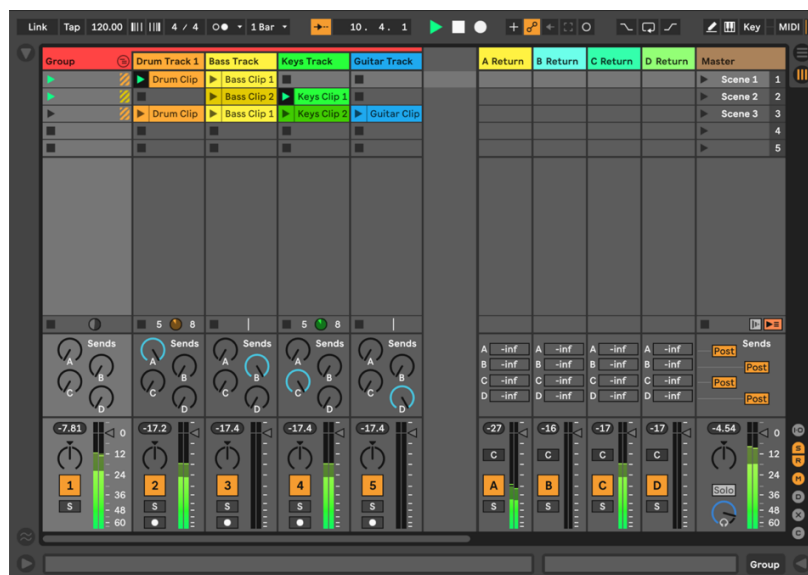 Link Tap 120.00 4 / 4 1 Bar 10. 4. 1 Key MIDI
Group Drum Track 1 Bass Track Keys Track Guitar Track A Return B Return C Return D Return Master
Drum Clip Bass Clip 1 Scene 1 1
Bass Clip 2 Keys Clip 1 Scene 2 2
Drum Clip Bass Clip 1 Keys Clip 2 Guitar Clip Scene 3 3
4
5
5 8 5 8
Sends Sends Sends Sends Sends A -inf A -inf A -inf A -inf Sends
A A A A A Post
B B B B B B -inf B -inf B -inf B -inf Post
C C C C C C -inf C -inf C -inf C -inf Post
D D D D D D -inf D -inf D -inf D -inf Post
-7.81 -17.2 -17.4 -17.4 -17.4 -27 -16 -17 -17 -4.54
0 0
12 C C C C 12
24 24
1 2 3 4 5 A B C D Solo
36 36
S S S S S S S S S
48 48
60 60
I·O
S
R
M
D
X
C
Group